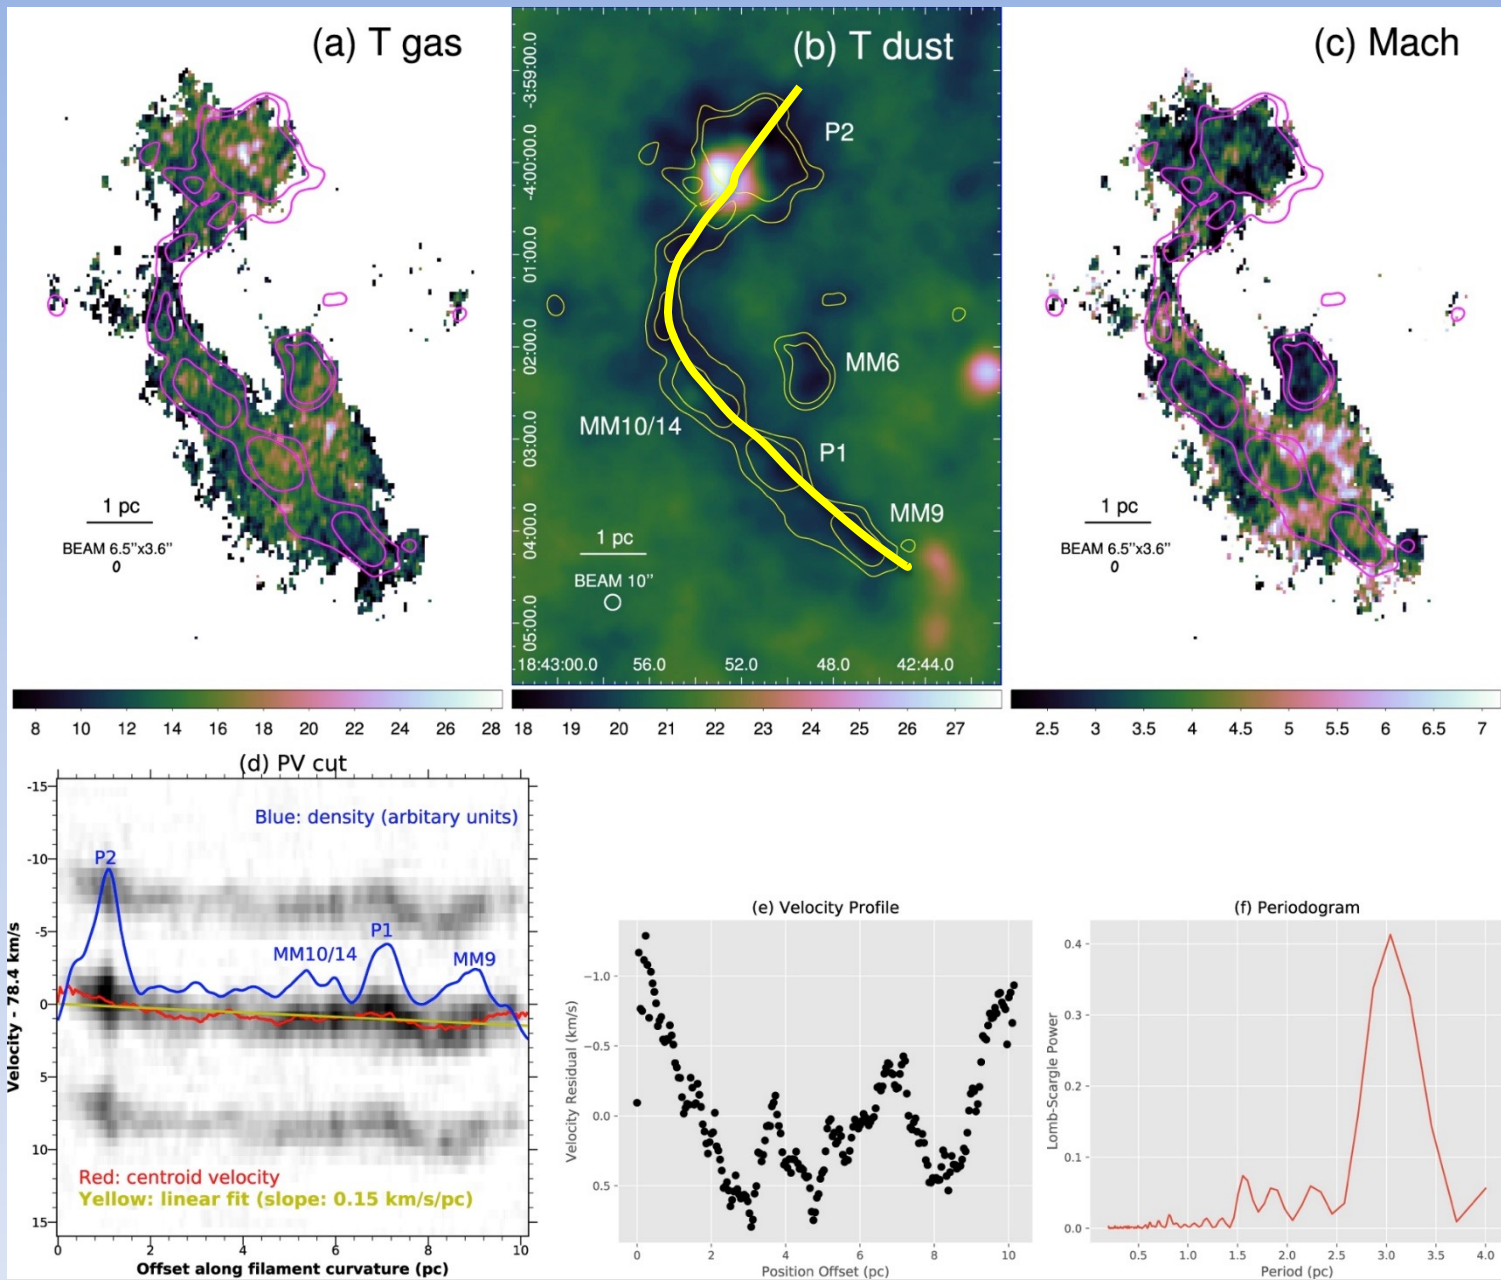 (a) T gas
1 pc
BEAM 6.5''x3.6''
8 10 12 14 16 18 20 22 24 26 28
(b) T dust
-3:59:00.0
-4:00:00.0
01:00.0
02:00.0
03:00.0
04:00.0
05:00.0
P2
MM6
MM10/14
P1
MM9
1 pc
BEAM 10''
18:43:00.0 56.0 52.0 48.0 42:44.0
18 19 20 21 22 23 24 25 26 27
(c) Mach
1 pc
BEAM 6.5''x3.6''
2.5 3 3.5 4 4.5 5 5.5 6 6.5 7
(d) PV cut
Velocity - 78.4 km/s
-15
-10
-5
0
5
10
15
Blue: density (arbitary units)
P2
MM10/14
P1
MM9
Red: centroid velocity
Yellow: linear fit (slope: 0.15 km/s/pc)
0 2 4 6 8 10
Offset along filament curvature (pc)
(e) Velocity Profile
Velocity Residual (km/s)
−1.0
−0.5
0.0
0.5
0 2 4 6 8 10
Position Offset (pc)
(f) Periodogram
Lomb-Scargle Power
0.4
0.3
0.2
0.1
0.0
0.5 1.0 1.5 2.0 2.5 3.0 3.5 4.0
Period (pc)